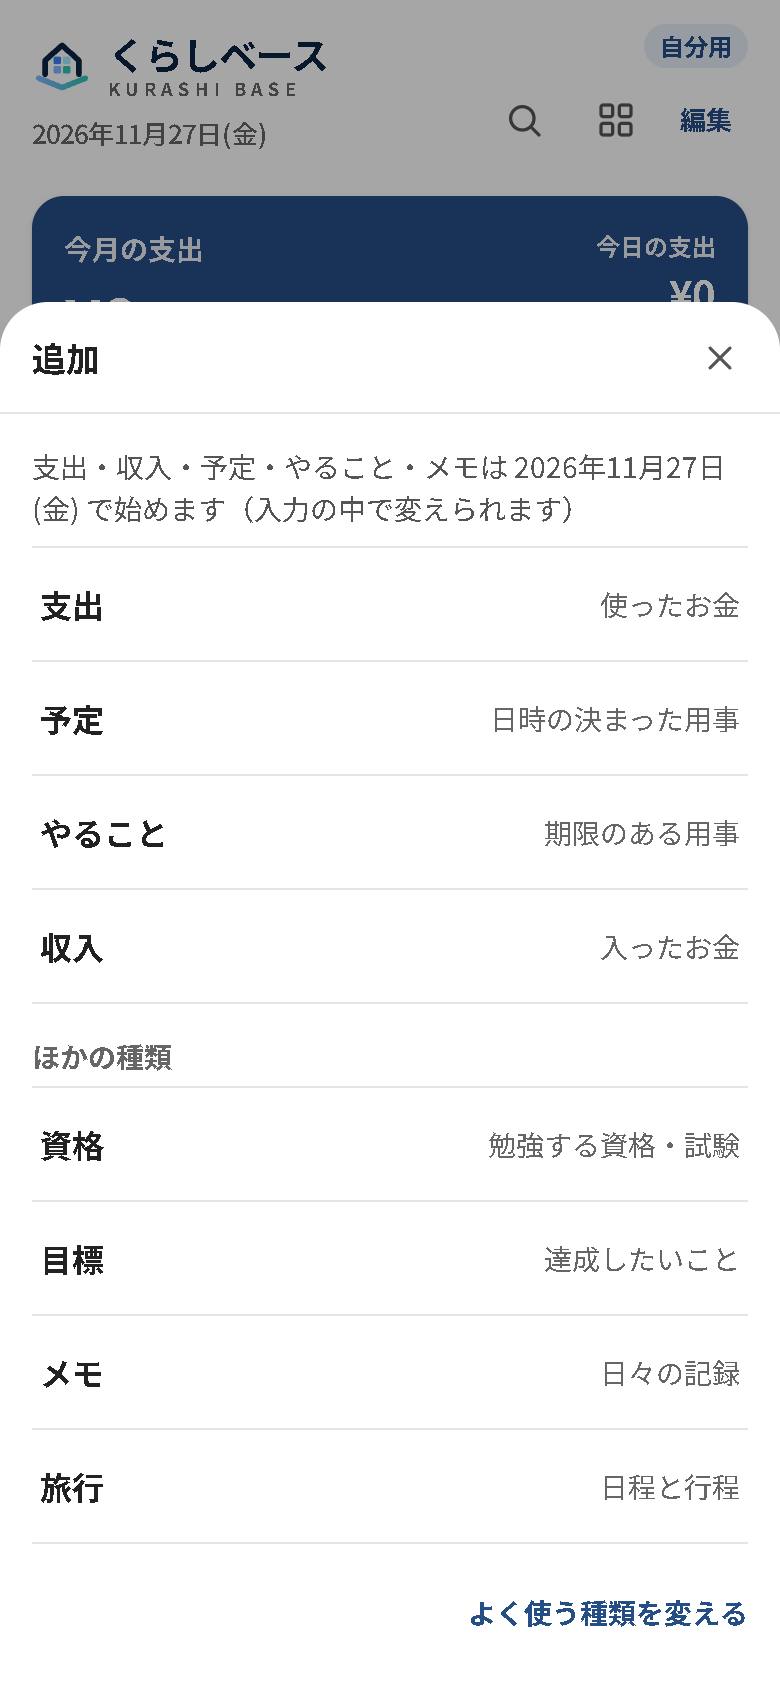 くらしベース
KURASHI BASE
自分用
2026年11月27日(金)
編集
今月の支出
今日の支出
¥0
追加
支出・収入・予定・やること・メモは 2026年11月27日
(金) で始めます（入力の中で変えられます）
支出 使ったお金
予定 日時の決まった用事
やること 期限のある用事
収入 入ったお金
ほかの種類
資格 勉強する資格・試験
目標 達成したいこと
メモ 日々の記録
旅行 日程と行程
よく使う種類を変える